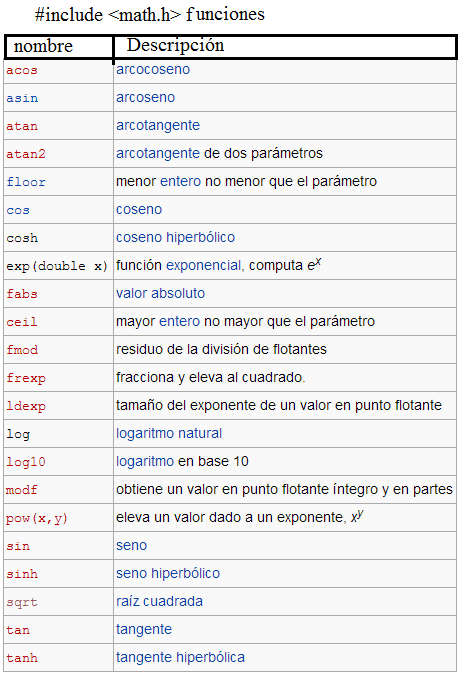 #include <math.h> funciones
nombre Descripción
acos arcocoseno
asin arcoseno
atan arcotangente
atan2 arcotangente de dos parámetros
floor menor entero no menor que el parámetro
cos coseno
cosh coseno hiperbólico
exp(double x) función exponencial, computa e^x
fabs valor absoluto
ceil mayor entero no mayor que el parámetro
fmod residuo de la división de flotantes
frexp fracciona y eleva al cuadrado.
ldexp tamaño del exponente de un valor en punto flotante
log logaritmo natural
log10 logaritmo en base 10
modf obtiene un valor en punto flotante íntegro y en partes
pow(x,y) eleva un valor dado a un exponente, x^y
sin seno
sinh seno hiperbólico
sqrt raíz cuadrada
tan tangente
tanh tangente hiperbólica